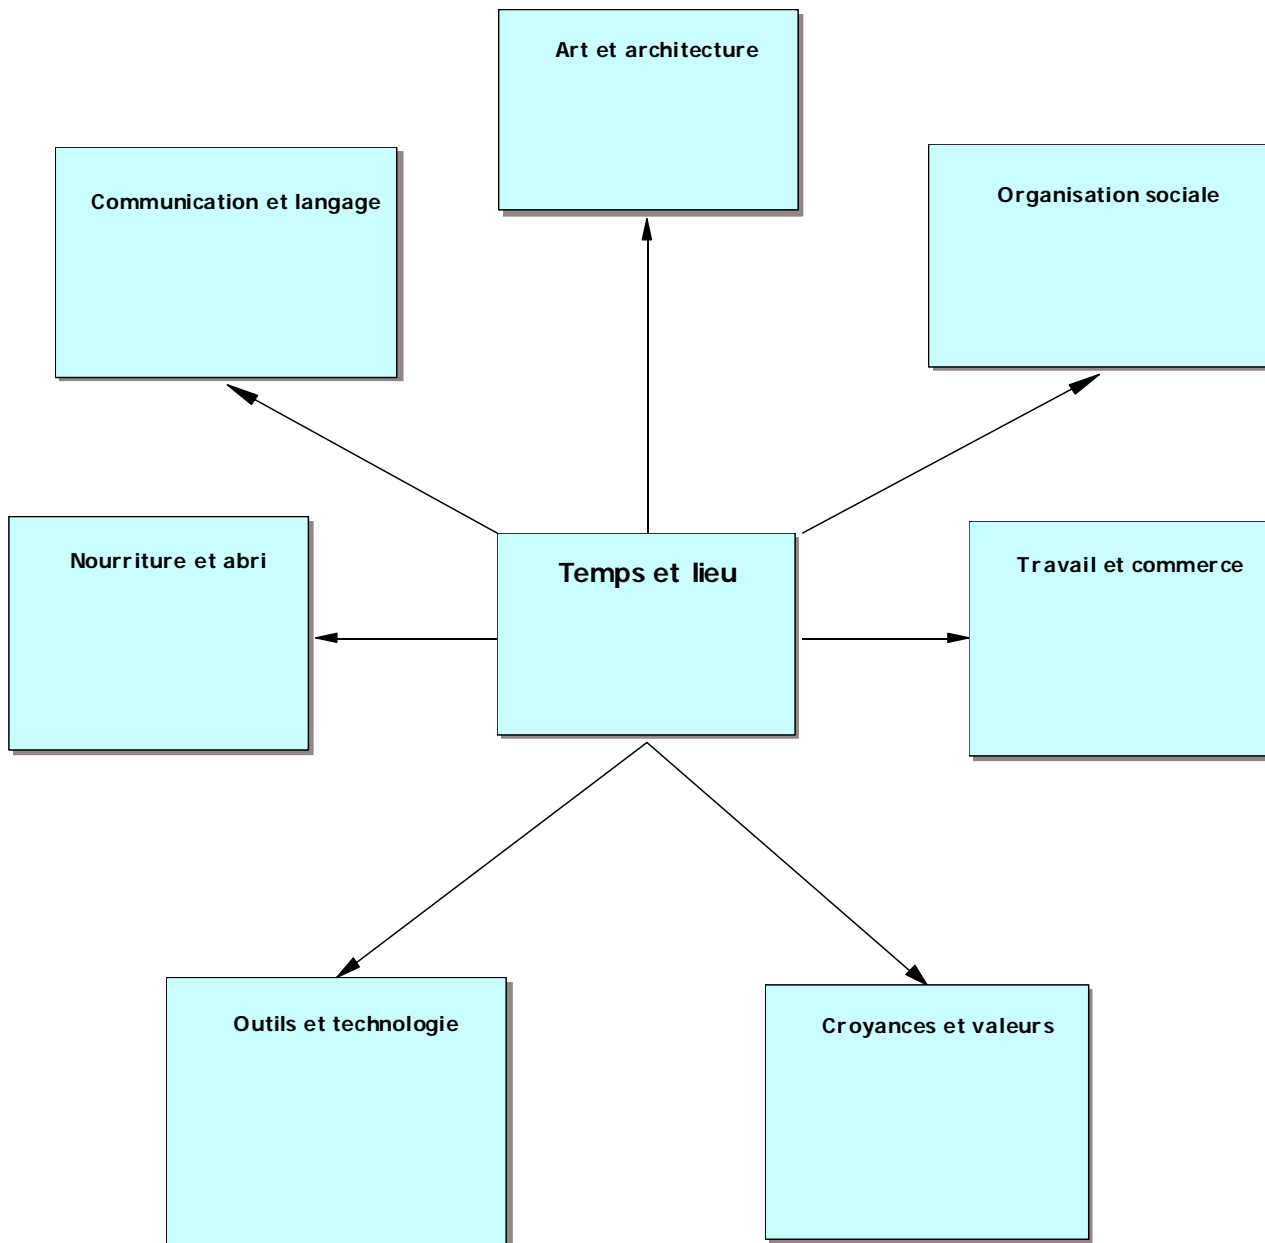 Art et architecture
Communication et langage
Organisation sociale
Nourriture et abri
Temps et lieu
Travail et commerce
Outils et technologie
Croyances et valeurs